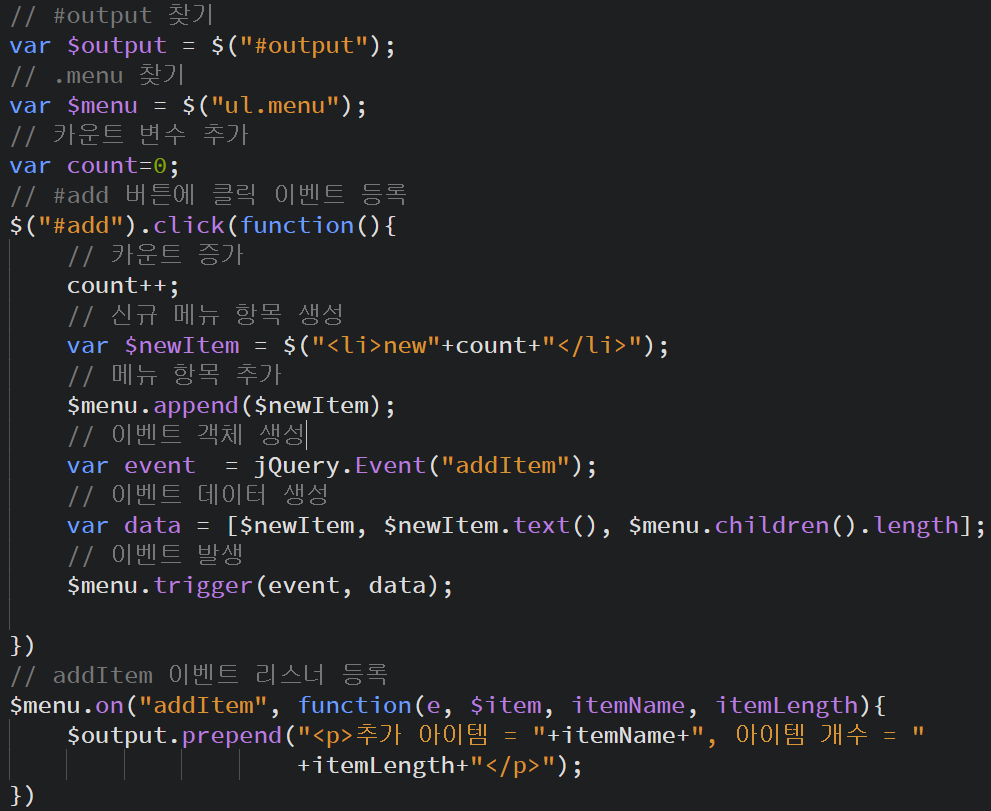 // #output 찾기
var $output = $("#output");
// .menu 찾기
var $menu = $("ul.menu");
// 카운트 변수 추가
var count=0;
// #add 버튼에 클릭 이벤트 등록
$("#add").click(function(){
    // 카운트 증가
    count++;
    // 신규 메뉴 항목 생성
    var $newItem = $("<li>new"+count+"</li>");
    // 메뉴 항목 추가
    $menu.append($newItem);
    // 이벤트 객체 생성
    var event  = jQuery.Event("addItem");
    // 이벤트 데이터 생성
    var data = [$newItem, $newItem.text(), $menu.children().length];
    // 이벤트 발생
    $menu.trigger(event, data);

})
// addItem 이벤트 리스너 등록
$menu.on("addItem", function(e, $item, itemName, itemLength){
    $output.prepend("<p>추가 아이템 = "+itemName+", 아이템 개수 = "
                    +itemLength+"</p>");
})